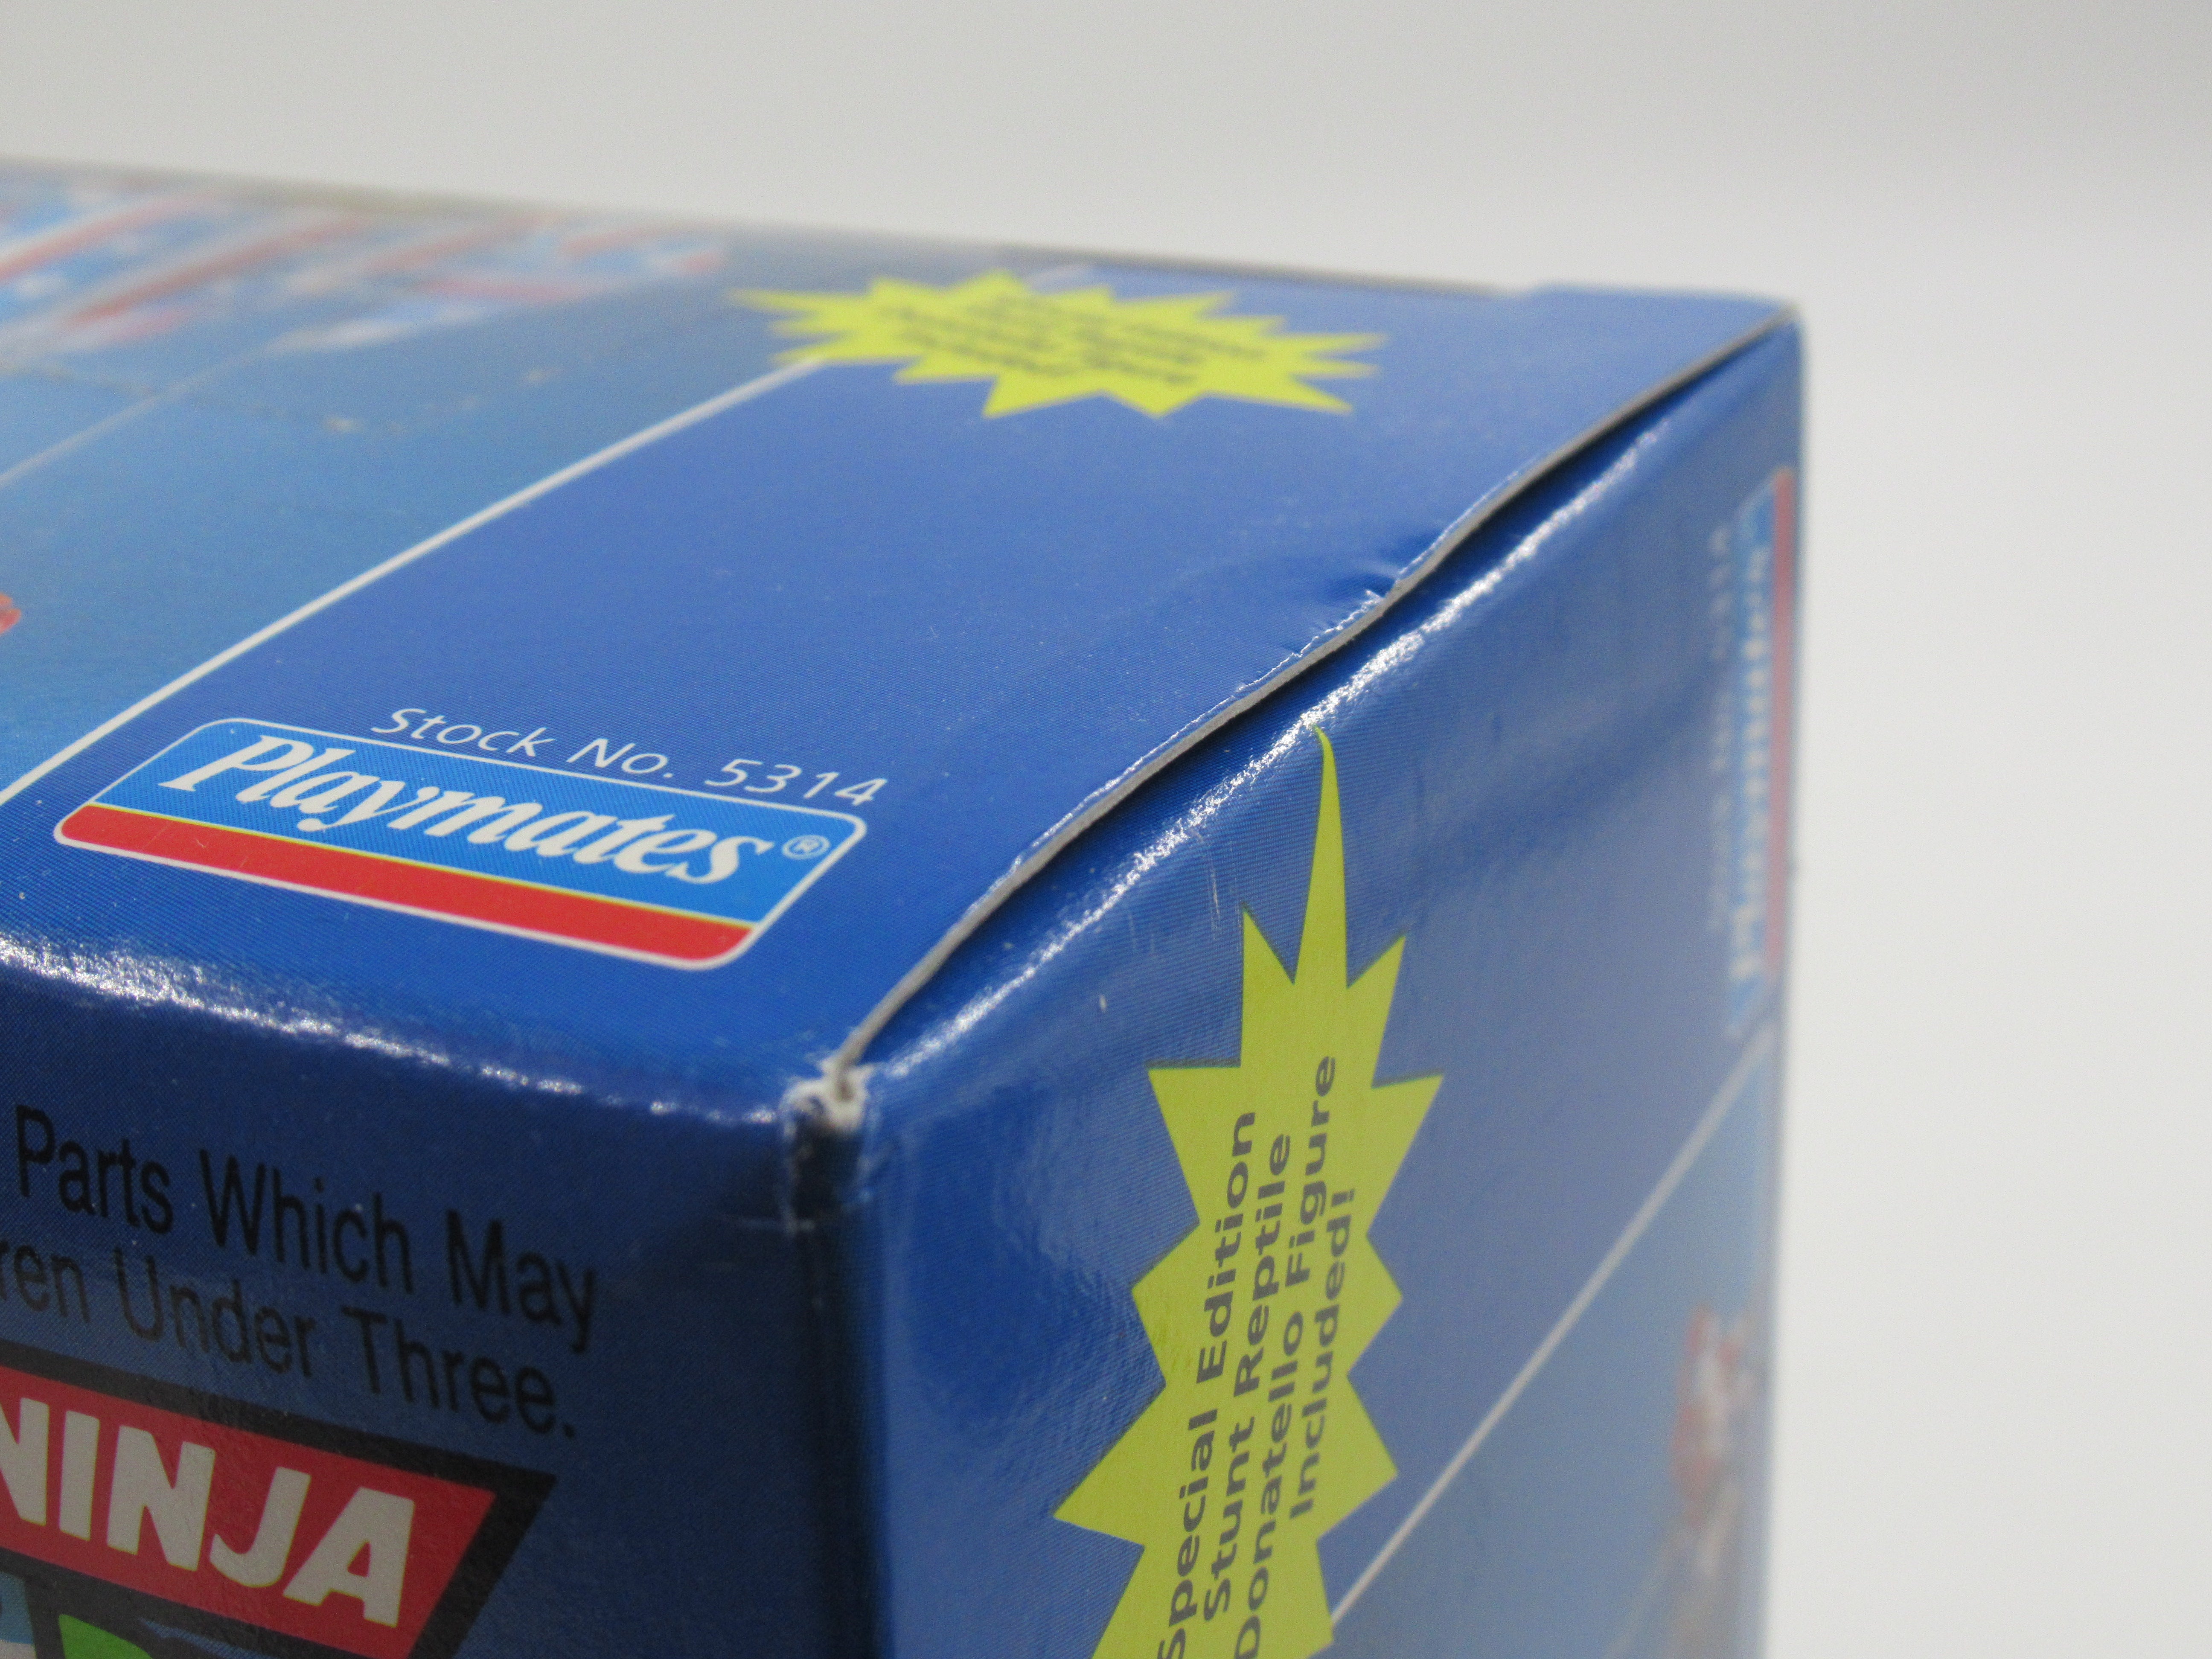 Stock No. 5314
Playmates®
Parts Which May
ren Under Three.
NINJA
Special Edition
Stunt Reptile
Donatello Figure
Included!